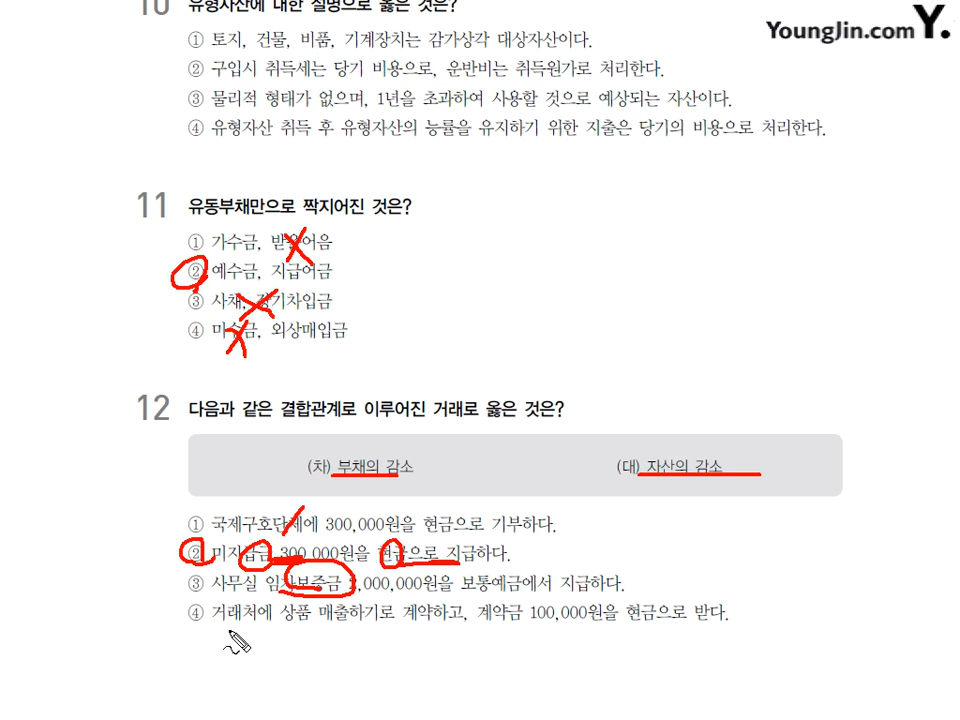 10 유형자산에 대한 설명으로 옳은 것은?
YoungJin.com Y.
① 토지, 건물, 비품, 기계장치는 감가상각 대상자산이다.
② 구입시 취득세는 당기 비용으로, 운반비는 취득원가로 처리한다.
③ 물리적 형태가 없으며, 1년을 초과하여 사용할 것으로 예상되는 자산이다.
④ 유형자산 취득 후 유형자산의 능률을 유지하기 위한 지출은 당기의 비용으로 처리한다.
11 유동부채만으로 짝지어진 것은?
① 가수금, 받을어음
② 예수금, 지급어금
③ 사채, 장기차입금
④ 미수금, 외상매입금
12 다음과 같은 결합관계로 이루어진 거래로 옳은 것은?
(차) 부채의 감소 (대) 자산의 감소
① 국제구호단체에 300,000원을 현금으로 기부하다.
② 미지급금 300,000원을 현금으로 지급하다.
③ 사무실 임차보증금 2,000,000원을 보통예금에서 지급하다.
④ 거래처에 상품 매출하기로 계약하고, 계약금 100,000원을 현금으로 받다.